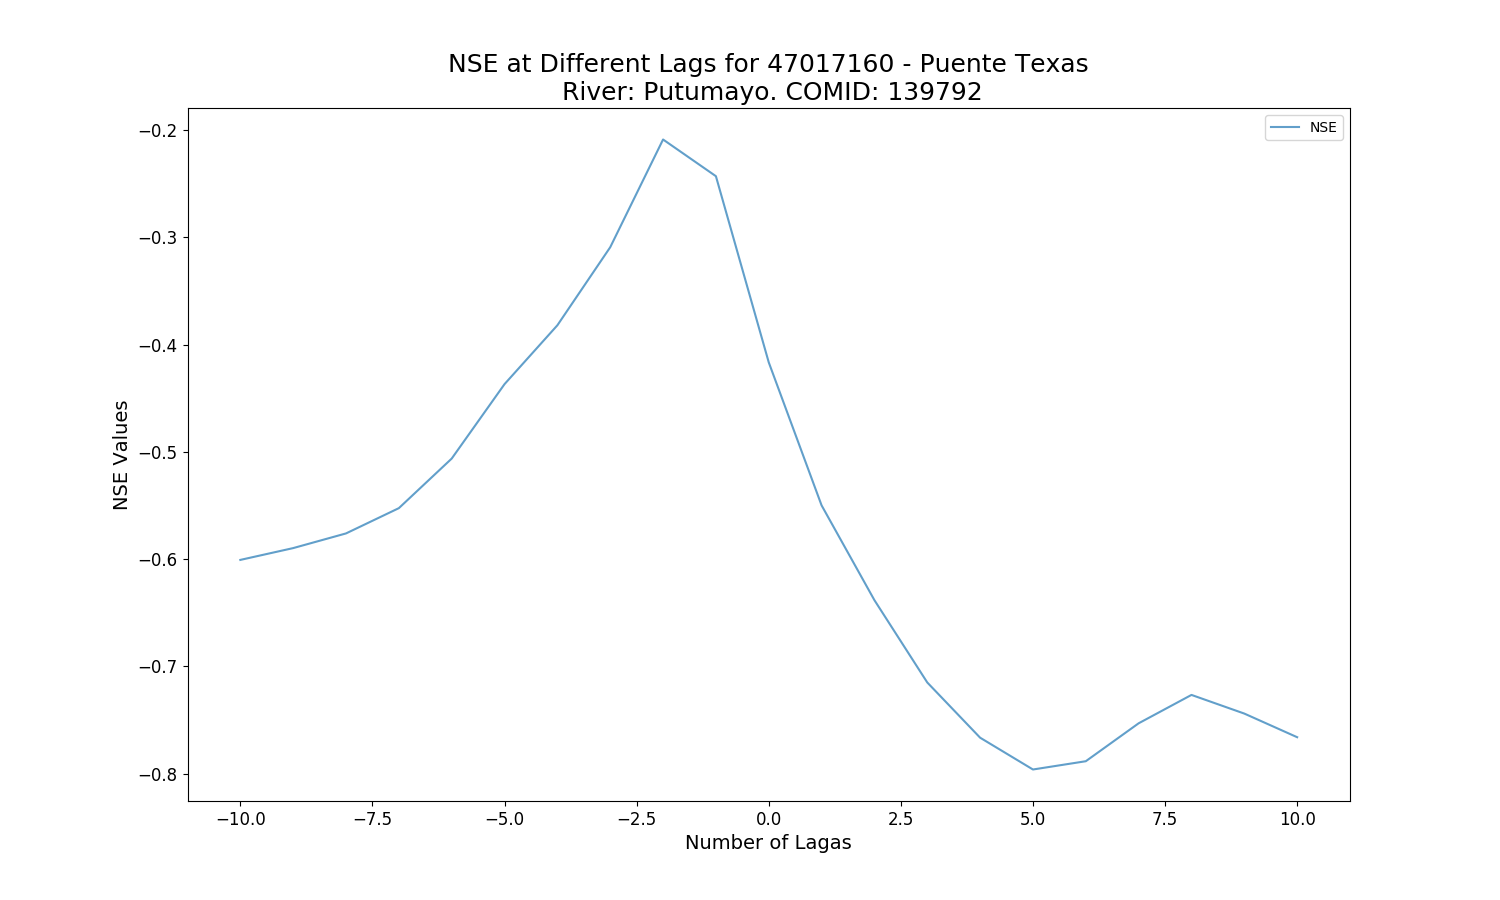 NSE at Different Lags for 47017160 - Puente Texas
River: Putumayo. COMID: 139792
NSE
−0.2
−0.3
−0.4
−0.5
−0.6
−0.7
−0.8
NSE Values
−10.0 −7.5 −5.0 −2.5 0.0 2.5 5.0 7.5 10.0
Number of Lagas